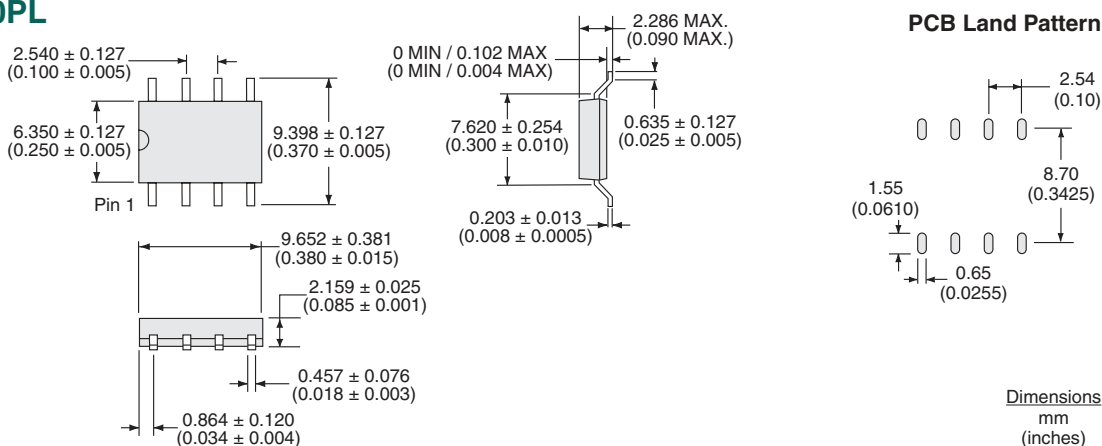 PL
2.540 ± 0.127
(0.100 ± 0.005)
6.350 ± 0.127
(0.250 ± 0.005)
9.398 ± 0.127
(0.370 ± 0.005)
Pin 1
9.652 ± 0.381
(0.380 ± 0.015)
2.159 ± 0.025
(0.085 ± 0.001)
0.457 ± 0.076
(0.018 ± 0.003)
0.864 ± 0.120
(0.034 ± 0.004)
2.286 MAX.
(0.090 MAX.)
0 MIN / 0.102 MAX
(0 MIN / 0.004 MAX)
7.620 ± 0.254
(0.300 ± 0.010)
0.635 ± 0.127
(0.025 ± 0.005)
0.203 ± 0.013
(0.008 ± 0.0005)
PCB Land Pattern
2.54
(0.10)
8.70
(0.3425)
1.55
(0.0610)
0.65
(0.0255)
Dimensions
mm
(inches)